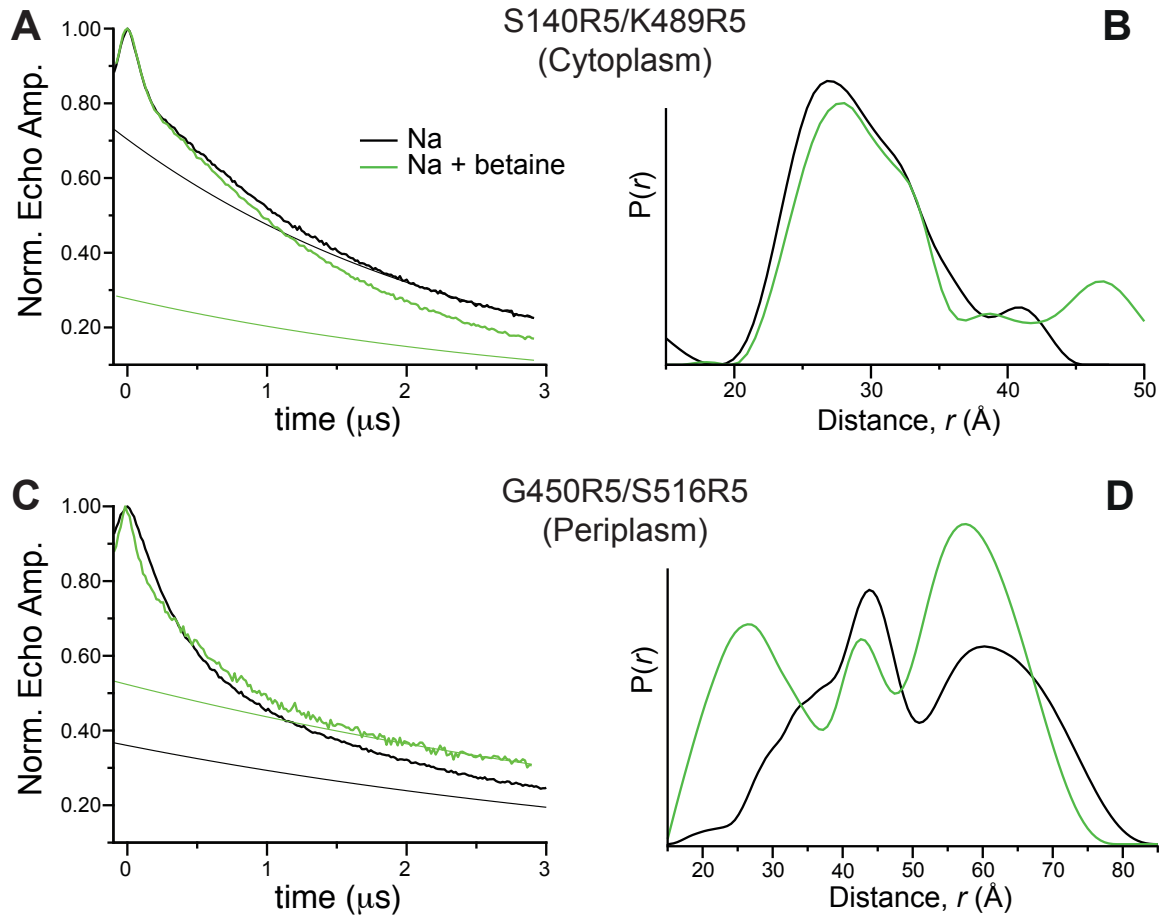 A
S140R5/K489R5
(Cytoplasm)
B
Norm. Echo Amp.
1.00
0.80
0.60
0.40
0.20
Na
Na + betaine
0
1
2
3
time (μs)
P(r)
20
30
40
50
Distance, r (Å)
C
G450R5/S516R5
(Periplasm)
D
Norm. Echo Amp.
1.00
0.80
0.60
0.40
0.20
0
1
2
3
time (μs)
P(r)
20
30
40
50
60
70
80
Distance, r (Å)